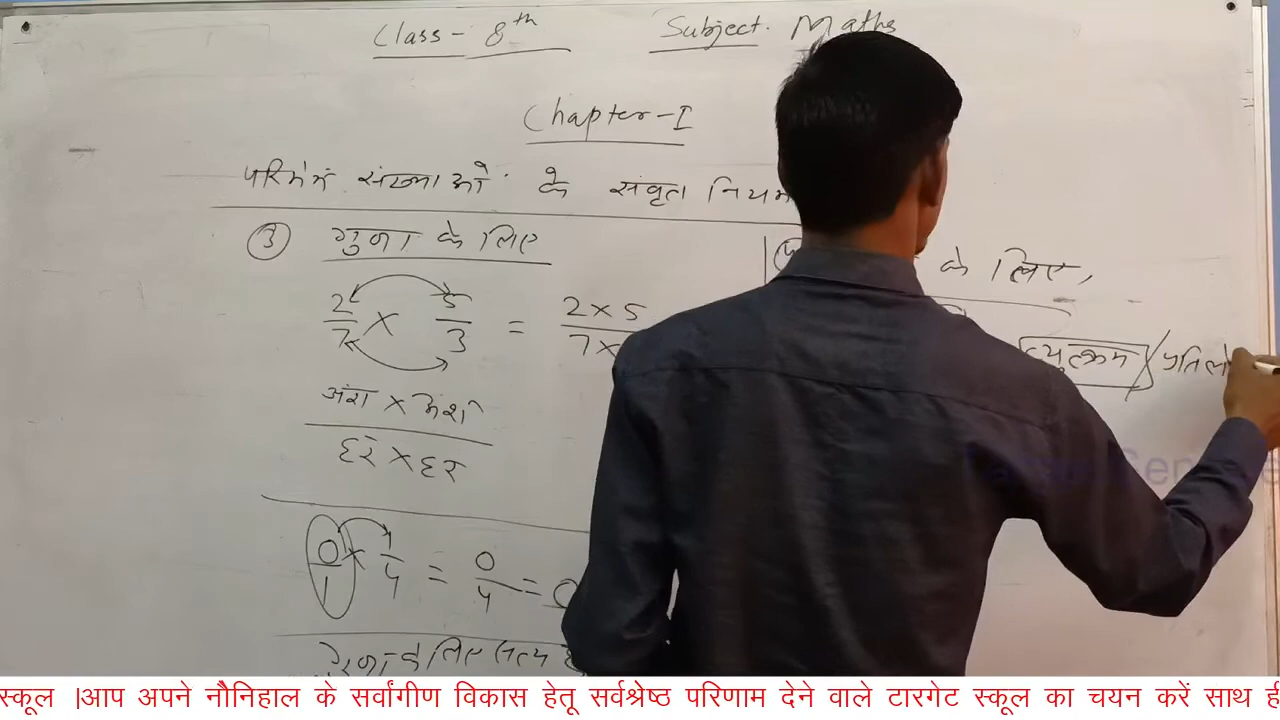 Class - 8th Subject. Maths
Chapter - I
परिमेय संख्याओं के संवृता नियम
③ गुणा के लिए
के लिए,
2/7 × 5/3 = 2×5 / 7×
व्युत्क्रम / प्रतिलो
अंश × अंश
हर × हर
0/1 × 1/4 = 0/4 = 0
गुणा के लिए सत्य है
स्कूल |आप अपने नौनिहाल के सर्वांगीण विकास हेतू सर्वश्रेष्ठ परिणाम देने वाले टारगेट स्कूल का चयन करें साथ ही